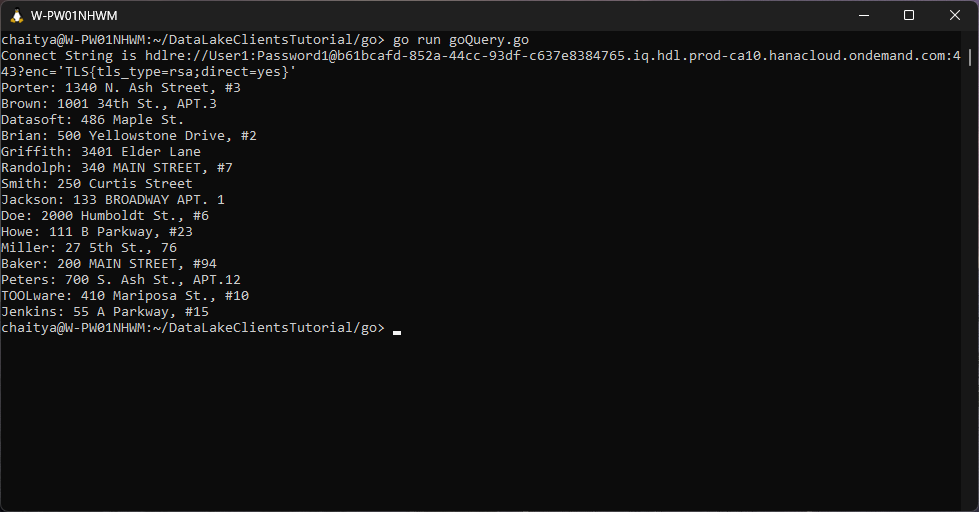 W-PW01NHWM
chaitya@W-PW01NHWM:~/DataLakeClientsTutorial/go> go run goQuery.go
Connect String is hdlre://User1:Password1@b61bcafd-852a-44cc-93df-c637e8384765.iq.hdl.prod-ca10.hanacloud.ondemand.com:4
43?enc='TLS{tls_type=rsa;direct=yes}'
Porter: 1340 N. Ash Street, #3
Brown: 1001 34th St., APT.3
Datasoft: 486 Maple St.
Brian: 500 Yellowstone Drive, #2
Griffith: 3401 Elder Lane
Randolph: 340 MAIN STREET, #7
Smith: 250 Curtis Street
Jackson: 133 BROADWAY APT. 1
Doe: 2000 Humboldt St., #6
Howe: 111 B Parkway, #23
Miller: 27 5th St., 76
Baker: 200 MAIN STREET, #94
Peters: 700 S. Ash St., APT.12
TOOLware: 410 Mariposa St., #10
Jenkins: 55 A Parkway, #15
chaitya@W-PW01NHWM:~/DataLakeClientsTutorial/go>